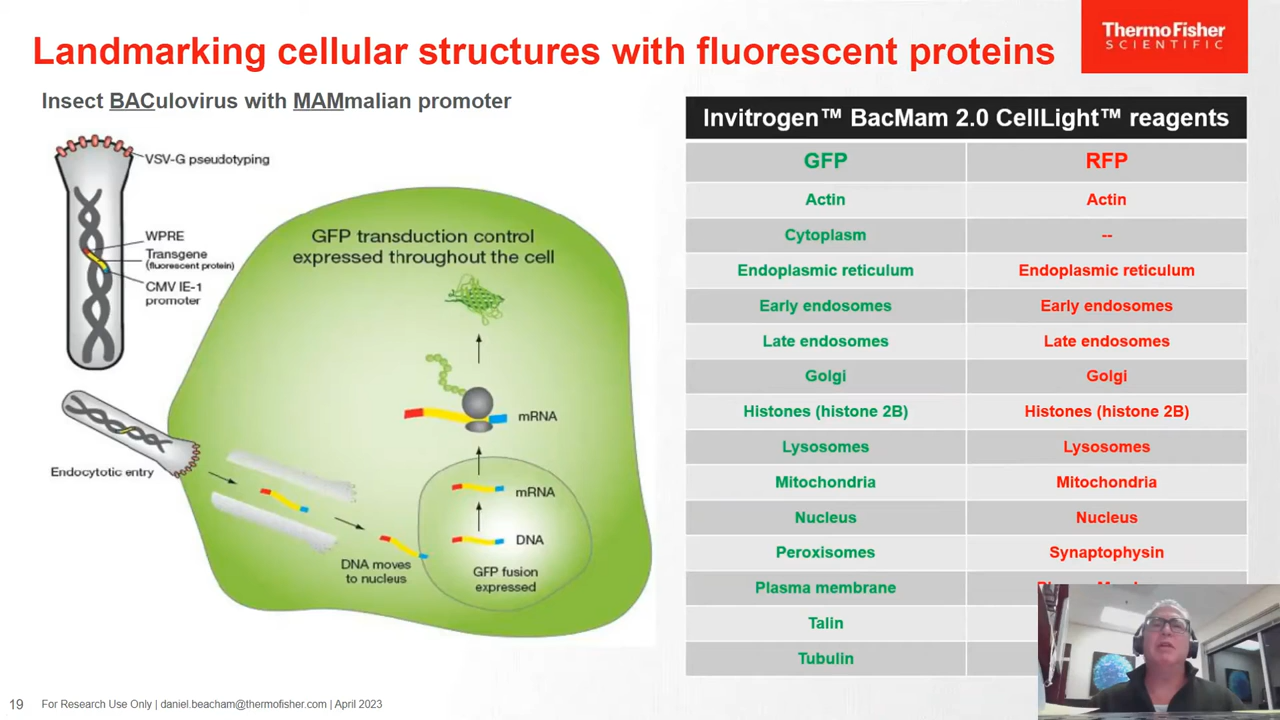 Landmarking cellular structures with fluorescent proteins
ThermoFisher
SCIENTIFIC
Insect BACulovirus with MAMmalian promoter
VSV-G pseudotyping
WPRE
Transgene
(fluorescent protein)
CMV IE-1
promoter
GFP transduction control
expressed throughout the cell
mRNA
Endocytotic entry
mRNA
DNA
DNA moves
to nucleus
GFP fusion
expressed
Invitrogen™ BacMam 2.0 CellLight™ reagents
GFP RFP
Actin Actin
Cytoplasm --
Endoplasmic reticulum Endoplasmic reticulum
Early endosomes Early endosomes
Late endosomes Late endosomes
Golgi Golgi
Histones (histone 2B) Histones (histone 2B)
Lysosomes Lysosomes
Mitochondria Mitochondria
Nucleus Nucleus
Peroxisomes Synaptophysin
Plasma membrane
Talin
Tubulin
19 For Research Use Only | daniel.beacham@thermofisher.com | April 2023